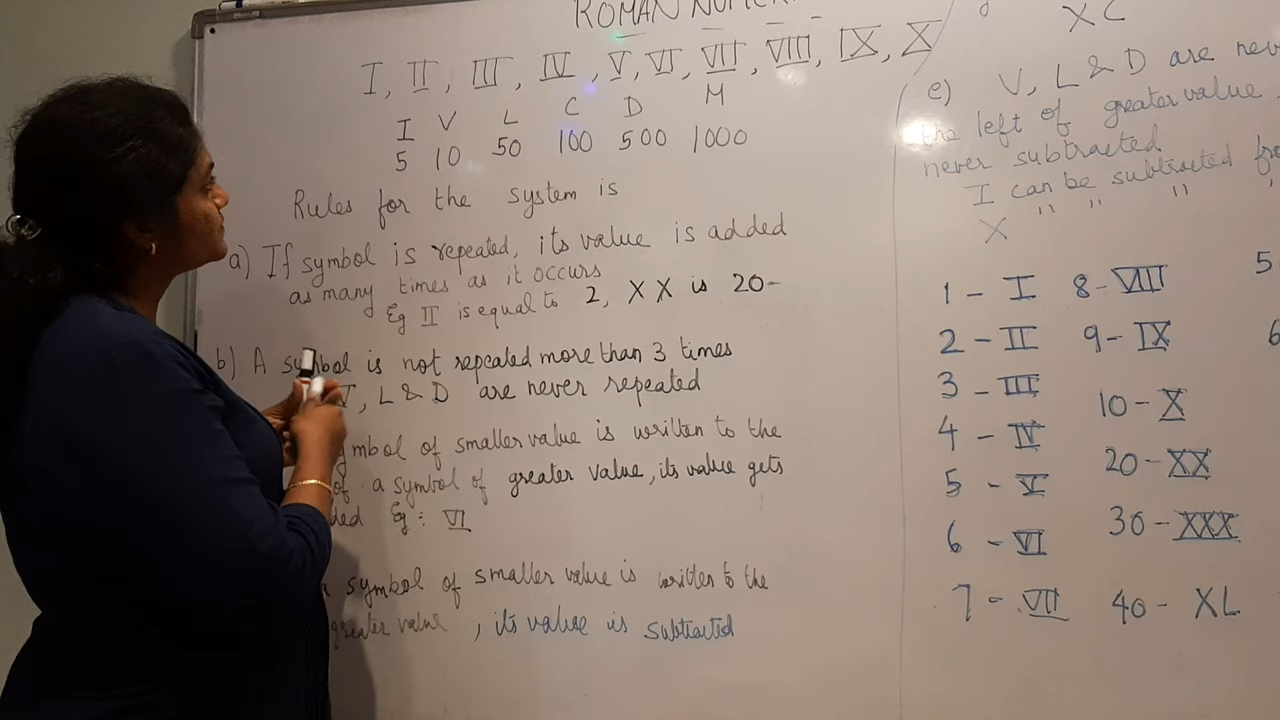 ROMAN
I, II, III, IV, V, VI, VII, VIII, IX, X
I V L C D M
5 10 50 100 500 1000
Rules for the system is
a) If symbol is repeated, its value is added
as many times as it occurs
Eg II is equal to 2, XX is 20-
b) A symbol is not repeated more than 3 times
V, L & D are never repeated
symbol of smaller value is written to the
of a symbol of greater value, its value gets
Eg: VI
symbol of smaller value is written to the
greater value, its value is subtracted
XC
e) V, L & D are
the left of greater value
never subtracted
I can be subtracted
X " " " "
1 - I 8 - VIII 5
2 - II 9 - IX 6
3 - III
10 - X
4 - IV
20 - XX
5 - V
30 - XXX
6 - VI
7 - VII 40 - XL